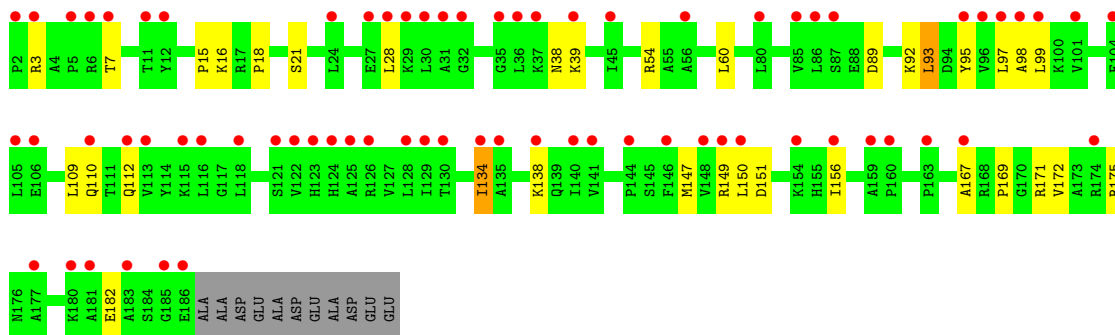 P2 R3 A4 P5 R6 T7 T11 Y12 P15 K16 R17 P18 S21 L24 E27 L28 K29 L30 A31 G32 G35 L36 K37 N38 K39 I45 R54 A55 A56 L60 L80 V85 L86 S87 E88 D89 K92 L93 D94 Y95 V96 L97 A98 L99 K100 V101 E104
L105 E106 L109 Q110 T111 Q112 V113 Y114 K115 L116 G117 L118 S121 V122 H123 H124 A125 R126 V127 L128 I129 T130 I134 A135 K138 Q139 I140 V141 P144 S145 F146 M147 V148 R149 L150 D151 K154 H155 I156 A159 P160 P163 A167 R168 P169 G170 R171 V172 A173 R174 R175
N176 A177 K180 A181 E182 A183 S184 G185 E186 ALA ALA ASP GLU ALA ASP GLU ALA ASP GLU GLU